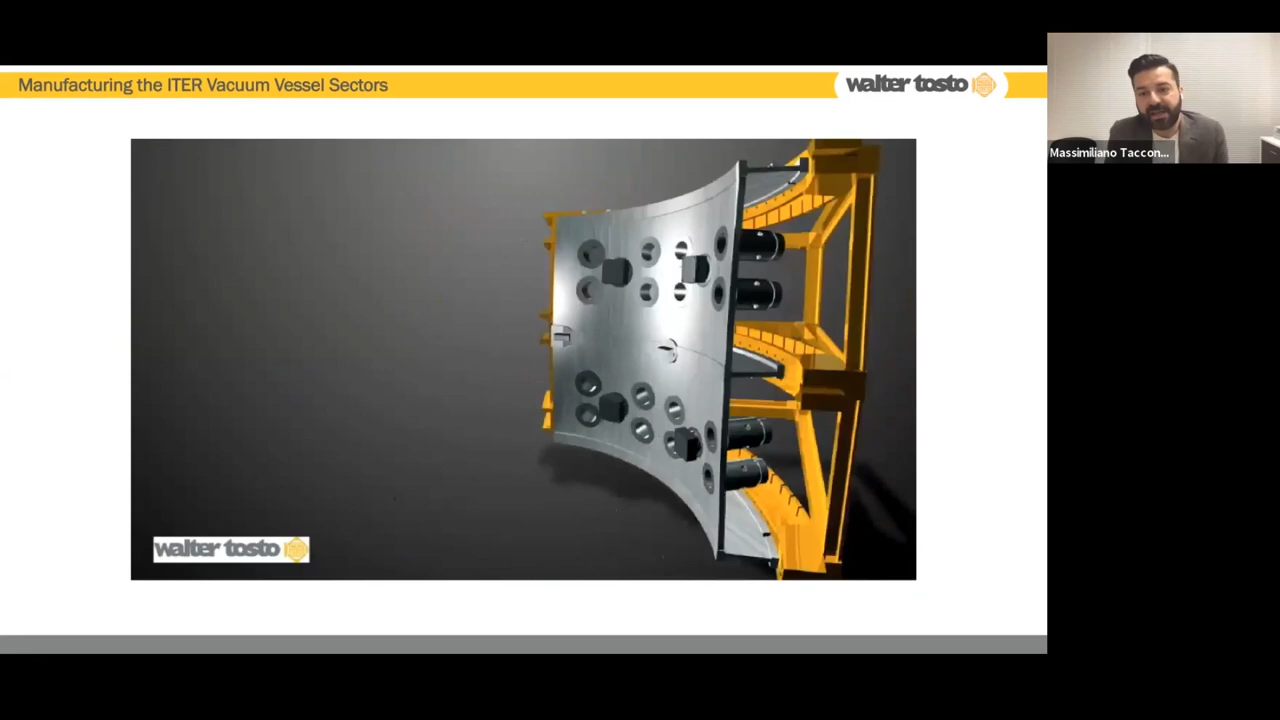 Manufacturing the ITER Vacuum Vessel Sectors
walter tosto
Massimiliano Taccon...
walter tosto